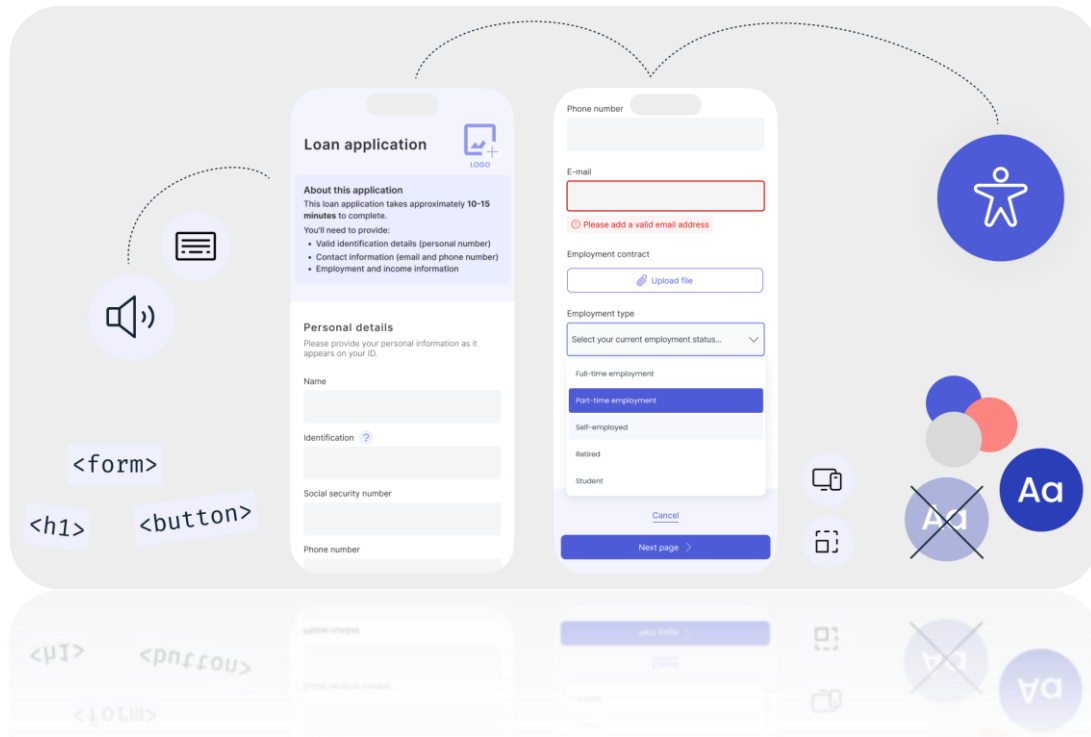 Loan application
LOGO
About this application
This loan application takes approximately 10-15
minutes to complete.
You'll need to provide:
• Valid identification details (personal number)
• Contact information (email and phone number)
• Employment and income information
Personal details
Please provide your personal information as it
appears on your ID.
Name
Identification ?
Social security number
Phone number
Phone number
E-mail
Please add a valid email address
Employment contract
Upload file
Employment type
Select your current employment status...
Full-time employment
Part-time employment
Self-employed
Retired
Student
Cancel
Next page
<form>
<h1>
<button>
Aa
Aa